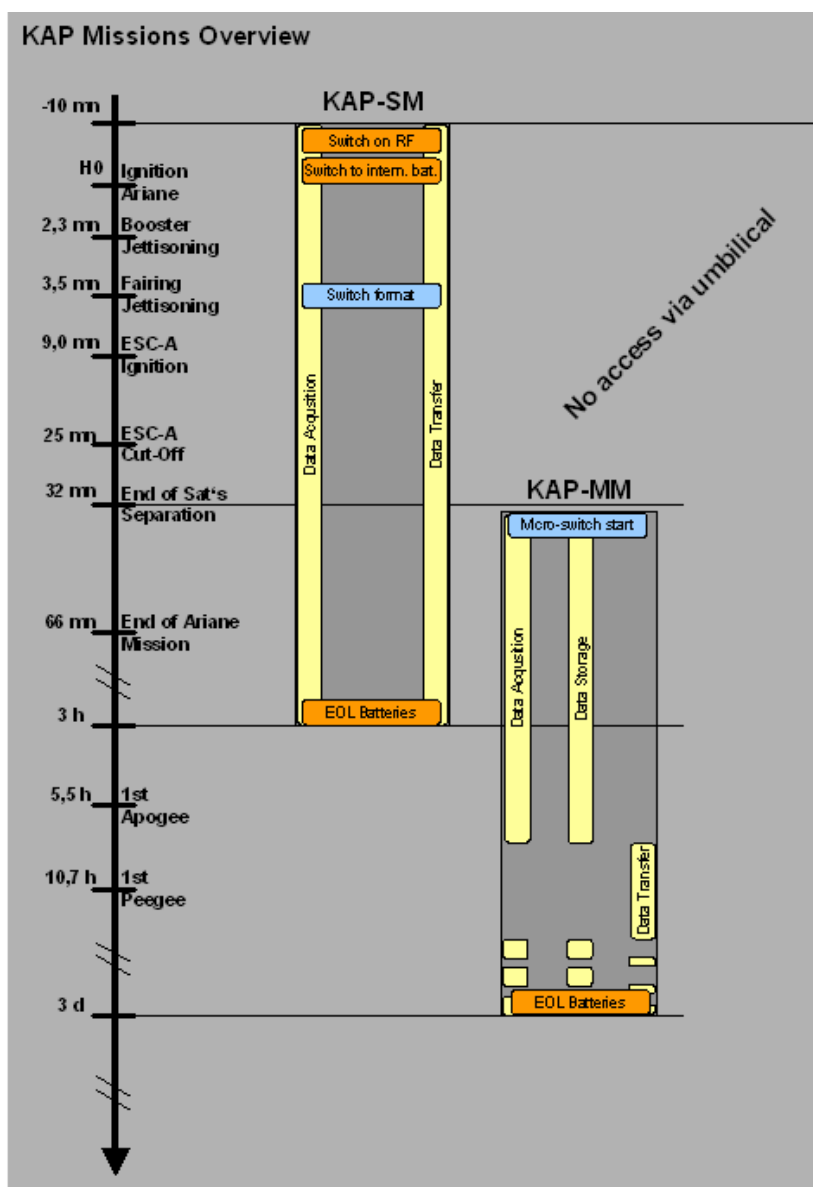 KAP Missions Overview
KAP-SM
-10 mn
Switch on RF
Switch to intern. bat.
H0
Ignition
Ariane
2,3 mn
Booster
Jettisoning
3,5 mn
Fairing
Jettisoning
Switch format
No access via umbilical
9,0 mn
ESC-A
Ignition
Data Acqusition
Data Transfer
25 mn
ESC-A
Cut-Off
32 mn
End of Sat's
Separation
KAP-MM
Mcro-switch start
66 mn
End of Ariane
Mission
Data Acqusition
Data Storage
EOL Batteries
3 h
5,5 h
1st
Apogee
10,7 h
1st
Peegee
Data Transfer
EOL Batteries
3 d